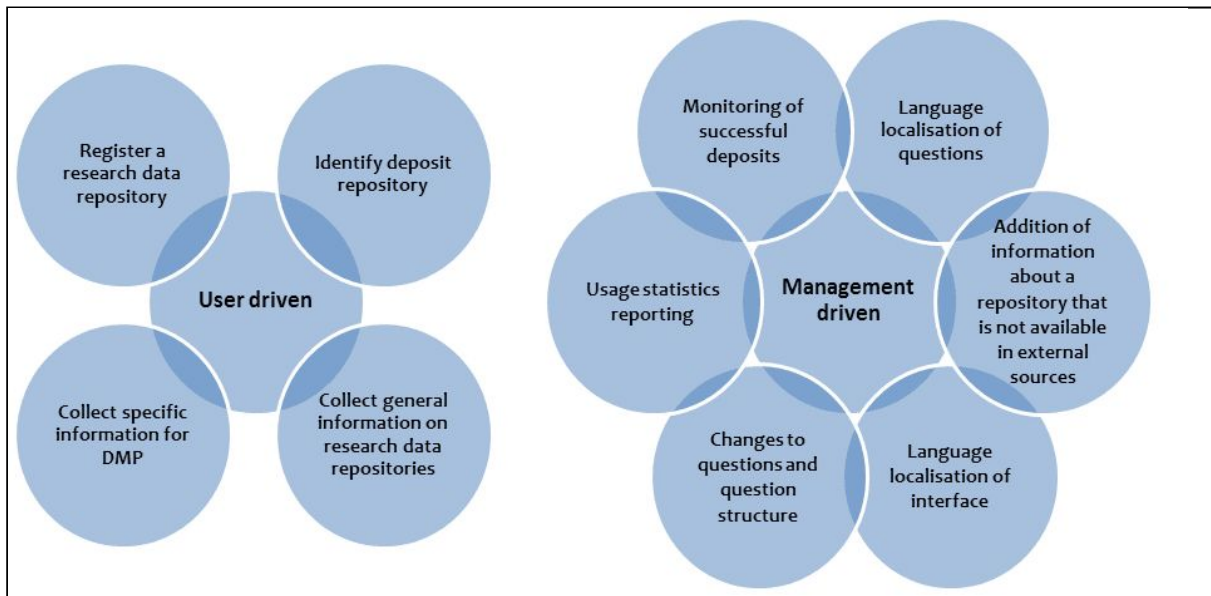 Register a
research data
repository
Identify deposit
repository
User driven
Collect specific
information for
DMP
Collect general
information on
research data
repositories
Monitoring of
successful
deposits
Language
localisation of
questions
Usage statistics
reporting
Management
driven
Addition of
information
about a
repository that
is not available
in external
sources
Changes to
questions and
question
structure
Language
localisation of
interface